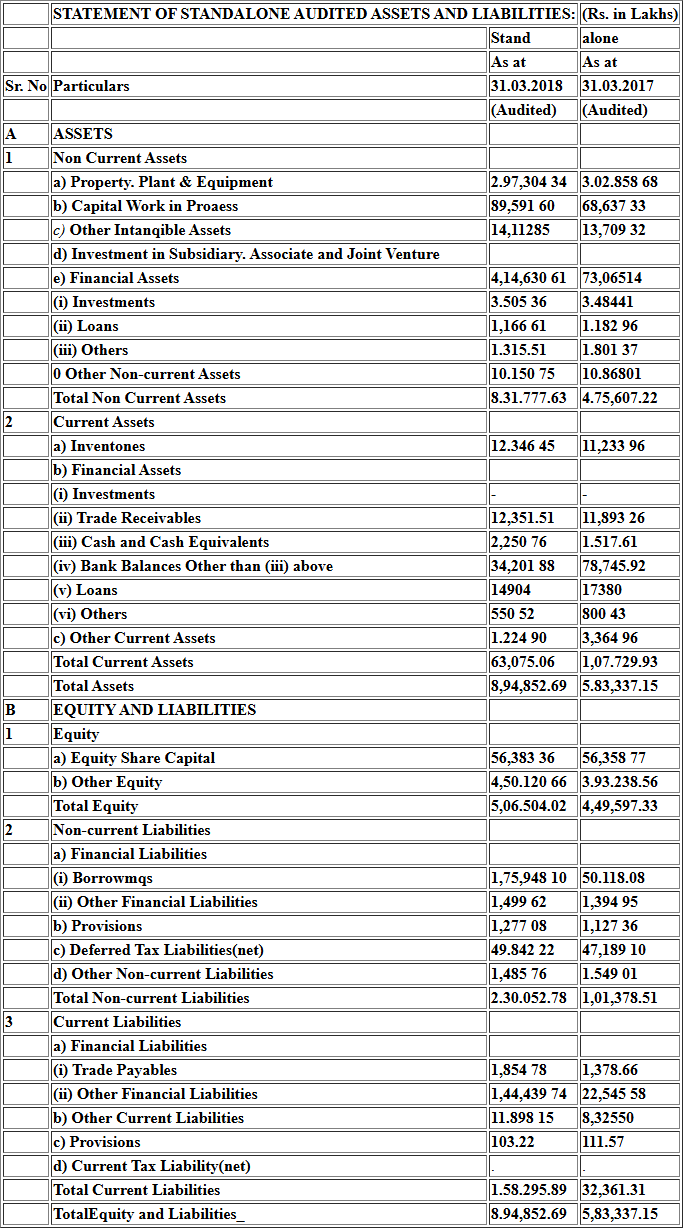 STATEMENT OF STANDALONE AUDITED ASSETS AND LIABILITIES: (Rs. in Lakhs)
Stand alone
As at As at
Sr. No Particulars 31.03.2018 31.03.2017
(Audited) (Audited)
A ASSETS
1 Non Current Assets
a) Property. Plant & Equipment 2.97,304 34 3.02.858 68
b) Capital Work in Proaess 89,591 60 68,637 33
c) Other Intanqible Assets 14,11285 13,709 32
d) Investment in Subsidiary. Associate and Joint Venture
e) Financial Assets 4,14,630 61 73,06514
(i) Investments 3.505 36 3.48441
(ii) Loans 1,166 61 1.182 96
(iii) Others 1.315.51 1.801 37
0 Other Non-current Assets 10.150 75 10.86801
Total Non Current Assets 8.31.777.63 4.75,607.22
2 Current Assets
a) Inventones 12.346 45 11,233 96
b) Financial Assets
(i) Investments - -
(ii) Trade Receivables 12,351.51 11,893 26
(iii) Cash and Cash Equivalents 2,250 76 1.517.61
(iv) Bank Balances Other than (iii) above 34,201 88 78,745.92
(v) Loans 14904 17380
(vi) Others 550 52 800 43
c) Other Current Assets 1.224 90 3,364 96
Total Current Assets 63,075.06 1,07.729.93
Total Assets 8,94,852.69 5.83,337.15
B EQUITY AND LIABILITIES
1 Equity
a) Equity Share Capital 56,383 36 56,358 77
b) Other Equity 4,50.120 66 3.93.238.56
Total Equity 5,06.504.02 4,49,597.33
2 Non-current Liabilities
a) Financial Liabilities
(i) Borrowmqs 1,75,948 10 50.118.08
(ii) Other Financial Liabilities 1,499 62 1,394 95
b) Provisions 1,277 08 1,127 36
c) Deferred Tax Liabilities(net) 49.842 22 47,189 10
d) Other Non-current Liabilities 1,485 76 1.549 01
Total Non-current Liabilities 2.30.052.78 1,01,378.51
3 Current Liabilities
a) Financial Liabilities
(i) Trade Payables 1,854 78 1,378.66
(ii) Other Financial Liabilities 1,44,439 74 22,545 58
b) Other Current Liabilities 11.898 15 8,32550
c) Provisions 103.22 111.57
d) Current Tax Liability(net) . .
Total Current Liabilities 1.58.295.89 32,361.31
TotalEquity and Liabilities_ 8.94,852.69 5,83,337.15